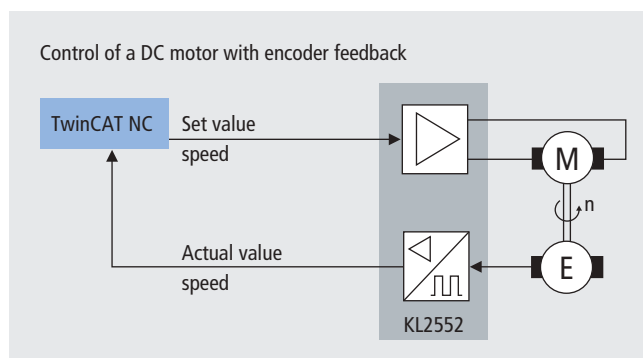 Control of a DC motor with encoder feedback
TwinCAT NC
Set value
speed
M
n
Actual value
speed
E
KL2552